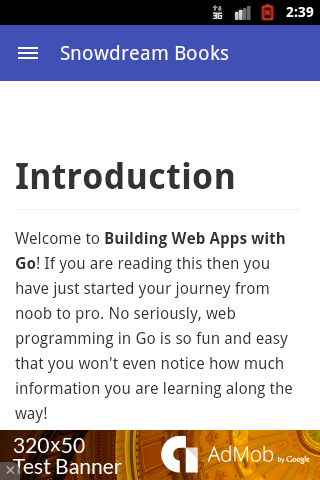 3G 2:39
Snowdream Books
Introduction
Welcome to Building Web Apps with
Go! If you are reading this then you
have just started your journey from
noob to pro. No seriously, web
programming in Go is so fun and easy
that you won't even notice how much
information you are learning along the
way!
320x50
Test Banner
AdMob by Google